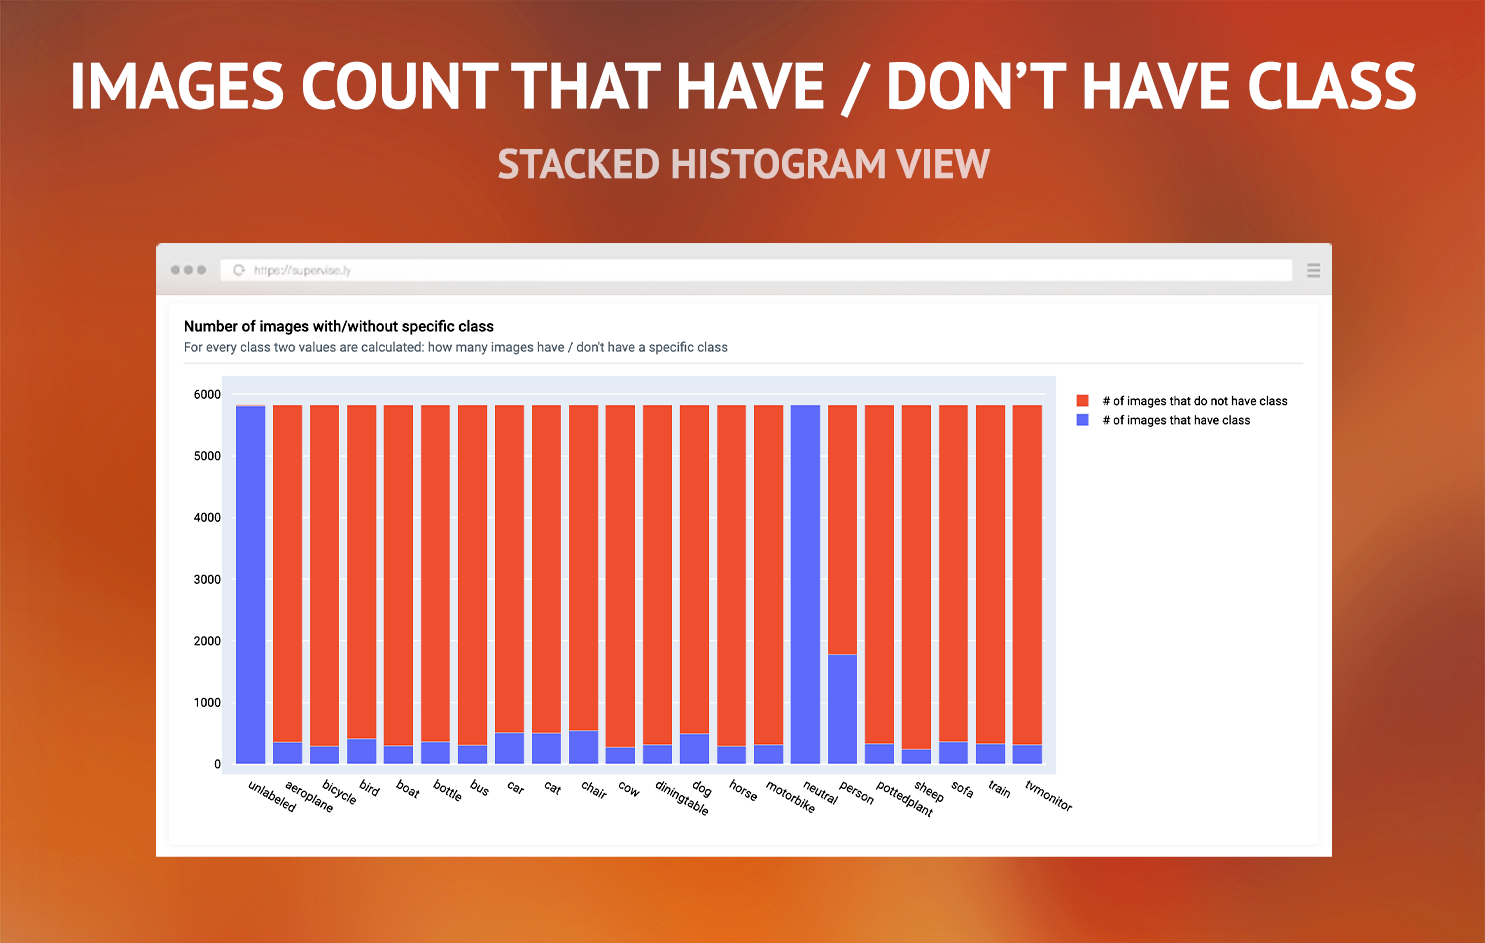 IMAGES COUNT THAT HAVE / DON’T HAVE CLASS
STACKED HISTOGRAM VIEW
https://supervise.ly
Number of images with/without specific class
For every class two values are calculated: how many images have / don't have a specific class
6000
5000
4000
3000
2000
1000
0
# of images that do not have class
# of images that have class
unlabeled
aeroplane
bicycle
bird
boat
bottle
bus
car
cat
chair
cow
diningtable
dog
horse
motorbike
neutral
person
pottedplant
sheep
sofa
train
tvmonitor